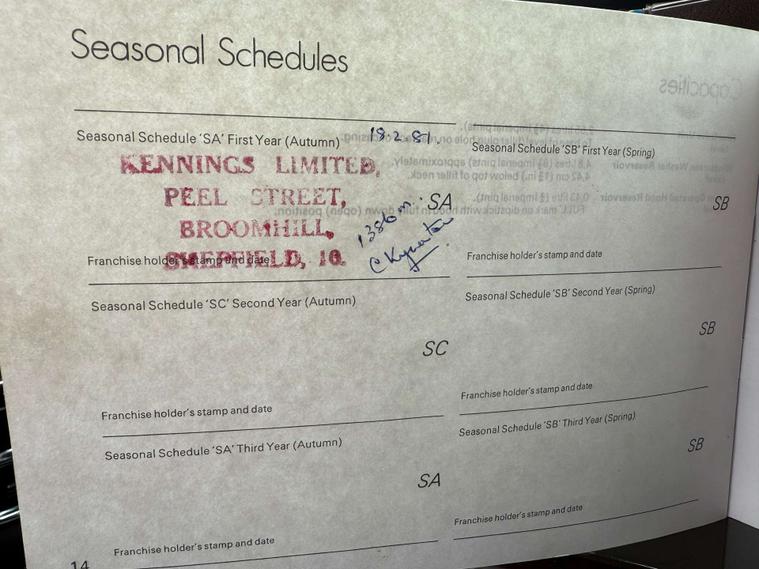 Seasonal Schedules
Capacities
Seasonal Schedule 'SA' First Year (Autumn)
18.2.81.
KENNINGS LIMITED,
PEEL STREET,
BROOMHILL,
SHEFFIELD, 10.
1386 m.
SA
Franchise holder's stamp and date
Seasonal Schedule 'SB' First Year (Spring)
SB
Franchise holder's stamp and date
Seasonal Schedule 'SC' Second Year (Autumn)
SC
Franchise holder's stamp and date
Seasonal Schedule 'SB' Second Year (Spring)
SB
Franchise holder's stamp and date
Seasonal Schedule 'SA' Third Year (Autumn)
SA
Franchise holder's stamp and date
Seasonal Schedule 'SB' Third Year (Spring)
SB
Franchise holder's stamp and date
14